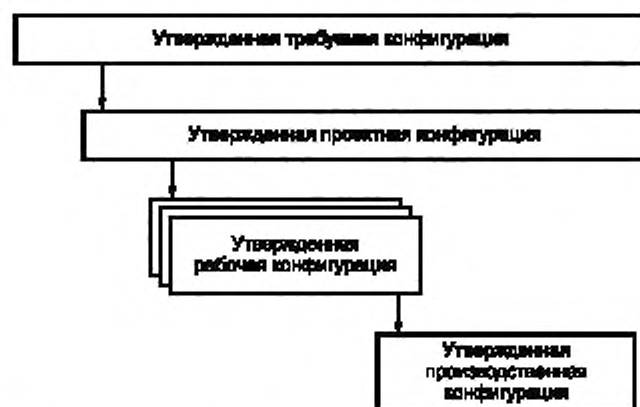 Утвержденная требуемая конфигурация
Утвержденная проектная конфигурация
Утвержденная
рабочая конфигурация
Утвержденная
производственная
конфигурация